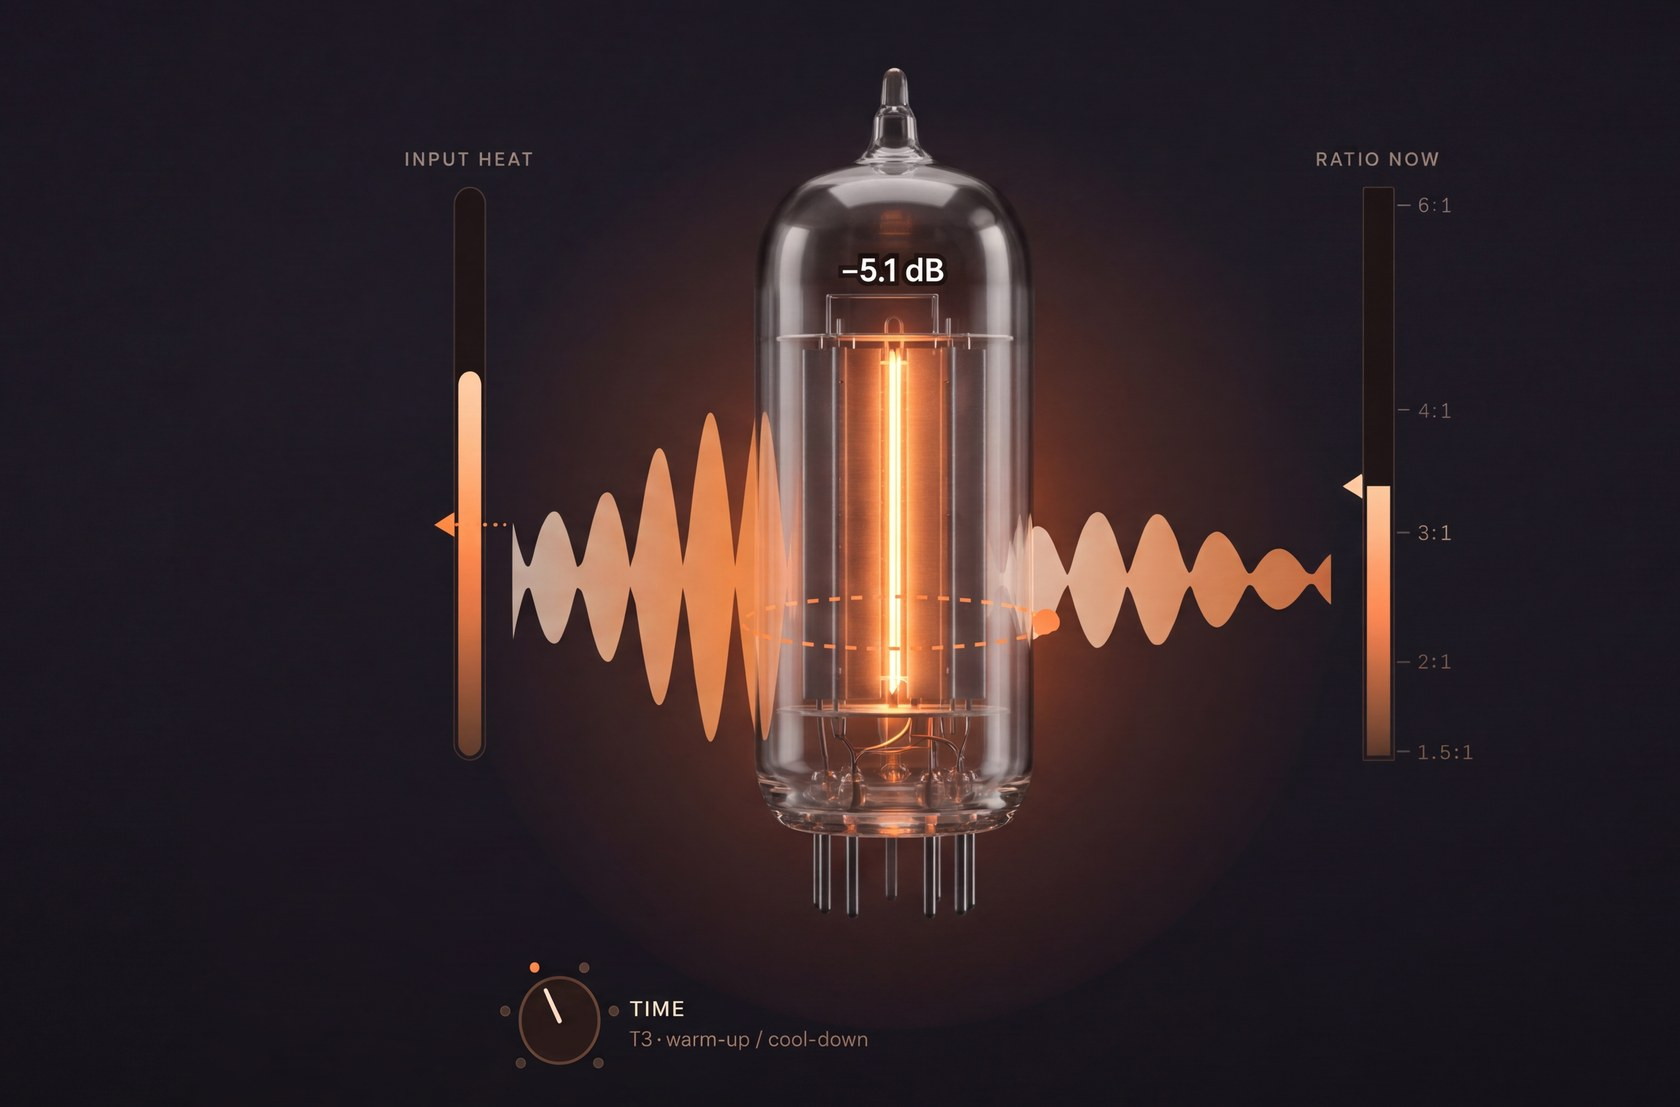 INPUT HEAT
RATIO NOW
6:1
–5.1 dB
4:1
3:1
2:1
1.5:1
TIME
T3 · warm-up / cool-down